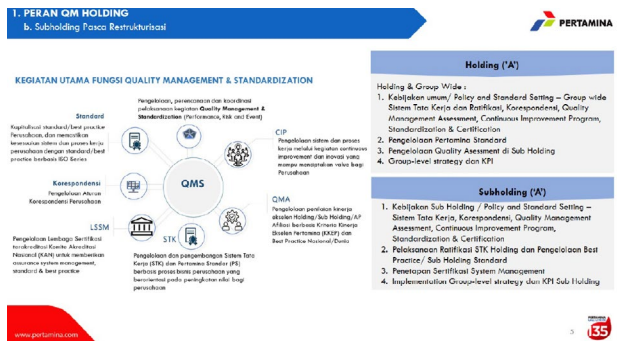 1. PERAN QM HOLDING
b. Subholding Pasca Restrukturisasi
PERTAMINA
KEGIATAN UTAMA FUNGSI QUALITY MANAGEMENT & STANDARDIZATION
Pengelolaan, perencanaan dan koordinasi
pelaksanaan kegiatan Quality Management &
Standardization (Performance, Risk and Event)
Standard
Kapitalisasi standard/best practice
Perusahaan, dan memastikan
kesesuaian sistem dan proses kerja
perusahaan dengan standard/best
practice berbasis ISO Series
Korespondensi
Pengelolaan Aturan
Korespondensi Perusahaan
LSSM
Pengelolaan Lembaga Sertifikasi
terakreditasi Komite Akreditasi
Nasional (KAN) untuk memberikan
assurance system management,
standard & best practice
QMS
STK
Pengelolaan dan pengembangan Sistem Tata
Kerja (STK) dan Pertamina Standar (PS)
berbasis proses bisnis perusahaan yang
berorientasi pada peningkatan nilai bagi
perusahaan
CIP
Pengelolaan sistem dan proses
kerja melalui kegiatan continuous
improvement dan inovasi yang
mampu menciptakan value bagi
Perusahaan
QMA
Pengelolaan penilaian kinerja
ekselen Holding/Sub Holding/AP
Afiliasi berbasis Kriteria Kinerja
Ekselen Pertamina (KKEP) dan
Best Practice Nasional/Dunia
Holding ('A')
Holding & Group Wide :
1. Kebijakan umum/ Policy and Standard Setting – Group wide
Sistem Tata Kerja dan Ratifikasi, Korespondensi, Quality
Management Assessment, Continuous Improvement Program,
Standardization & Certification
2. Pengelolaan Pertamina Standard
3. Pengelolaan Quality Asessment di Sub Holding
4. Group-level strategy dan KPI
Subholding ('A')
1. Kebijakan Sub Holding / Policy and Standard Setting –
Sistem Tata Kerja, Korespondensi, Quality Management
Assessment, Continuous Improvement Program,
Standardization & Certification
2. Pelaksanaan Ratifikasi STK Holding dan Pengelolaan Best
Practice/ Sub Holding Standard
3. Penetapan Sertifikasi System Management
4. Implementation Group-level strategy dan KPI Sub Holding
www.pertamina.com
3
35